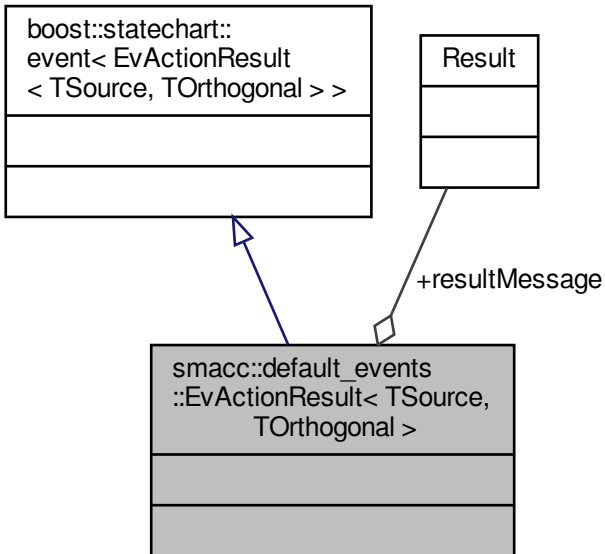 boost::statechart::
event< EvActionResult
< TSource, TOrthogonal > >
Result
+resultMessage
smacc::default_events
::EvActionResult< TSource,
TOrthogonal >